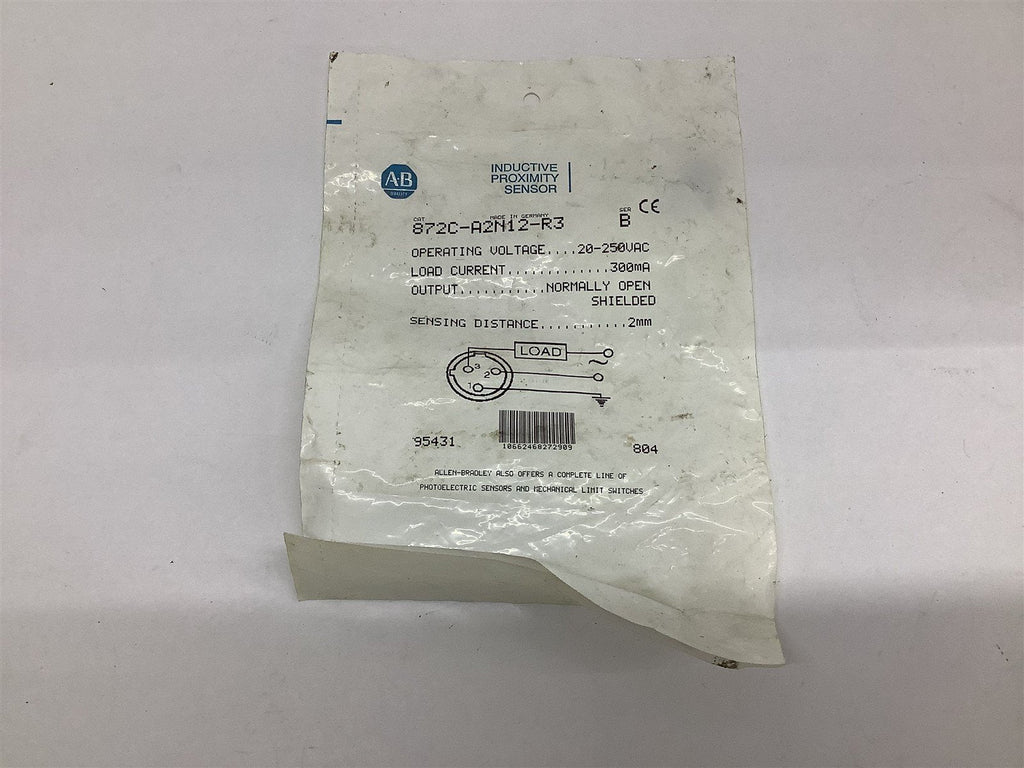 A-B
QUALITY
INDUCTIVE
PROXIMITY
SENSOR
CAT
MADE IN GERMANY
SER
B CE
872C-A2N12-R3
OPERATING VOLTAGE....20-250VAC
LOAD CURRENT.............300mA
OUTPUT...........NORMALLY OPEN
SHIELDED
SENSING DISTANCE...........2mm
LOAD
~
3
2
1
95431
10662468272909
804
ALLEN-BRADLEY ALSO OFFERS A COMPLETE LINE OF
PHOTOELECTRIC SENSORS AND MECHANICAL LIMIT SWITCHES